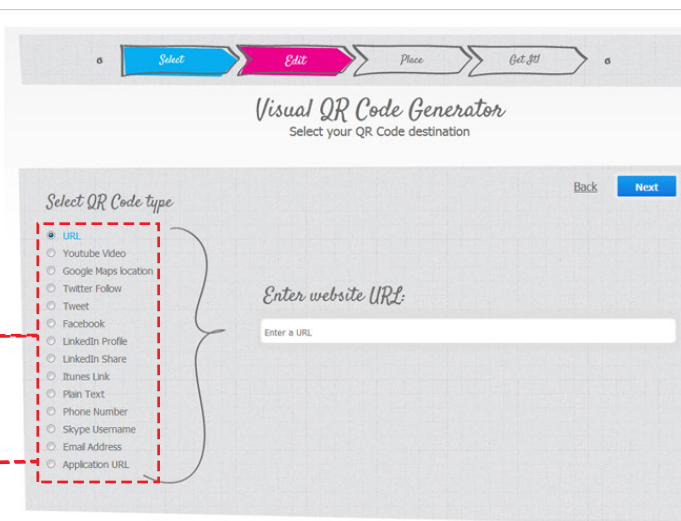 Select Edit Place Get It!
Visual QR Code Generator
Select your QR Code destination
Back Next
Select QR Code type
URL
Youtube Video
Google Maps location
Twitter Follow
Tweet
Facebook
LinkedIn Profile
LinkedIn Share
Itunes Link
Plain Text
Phone Number
Skype Username
Email Address
Application URL
Enter website URL:
Enter a URL